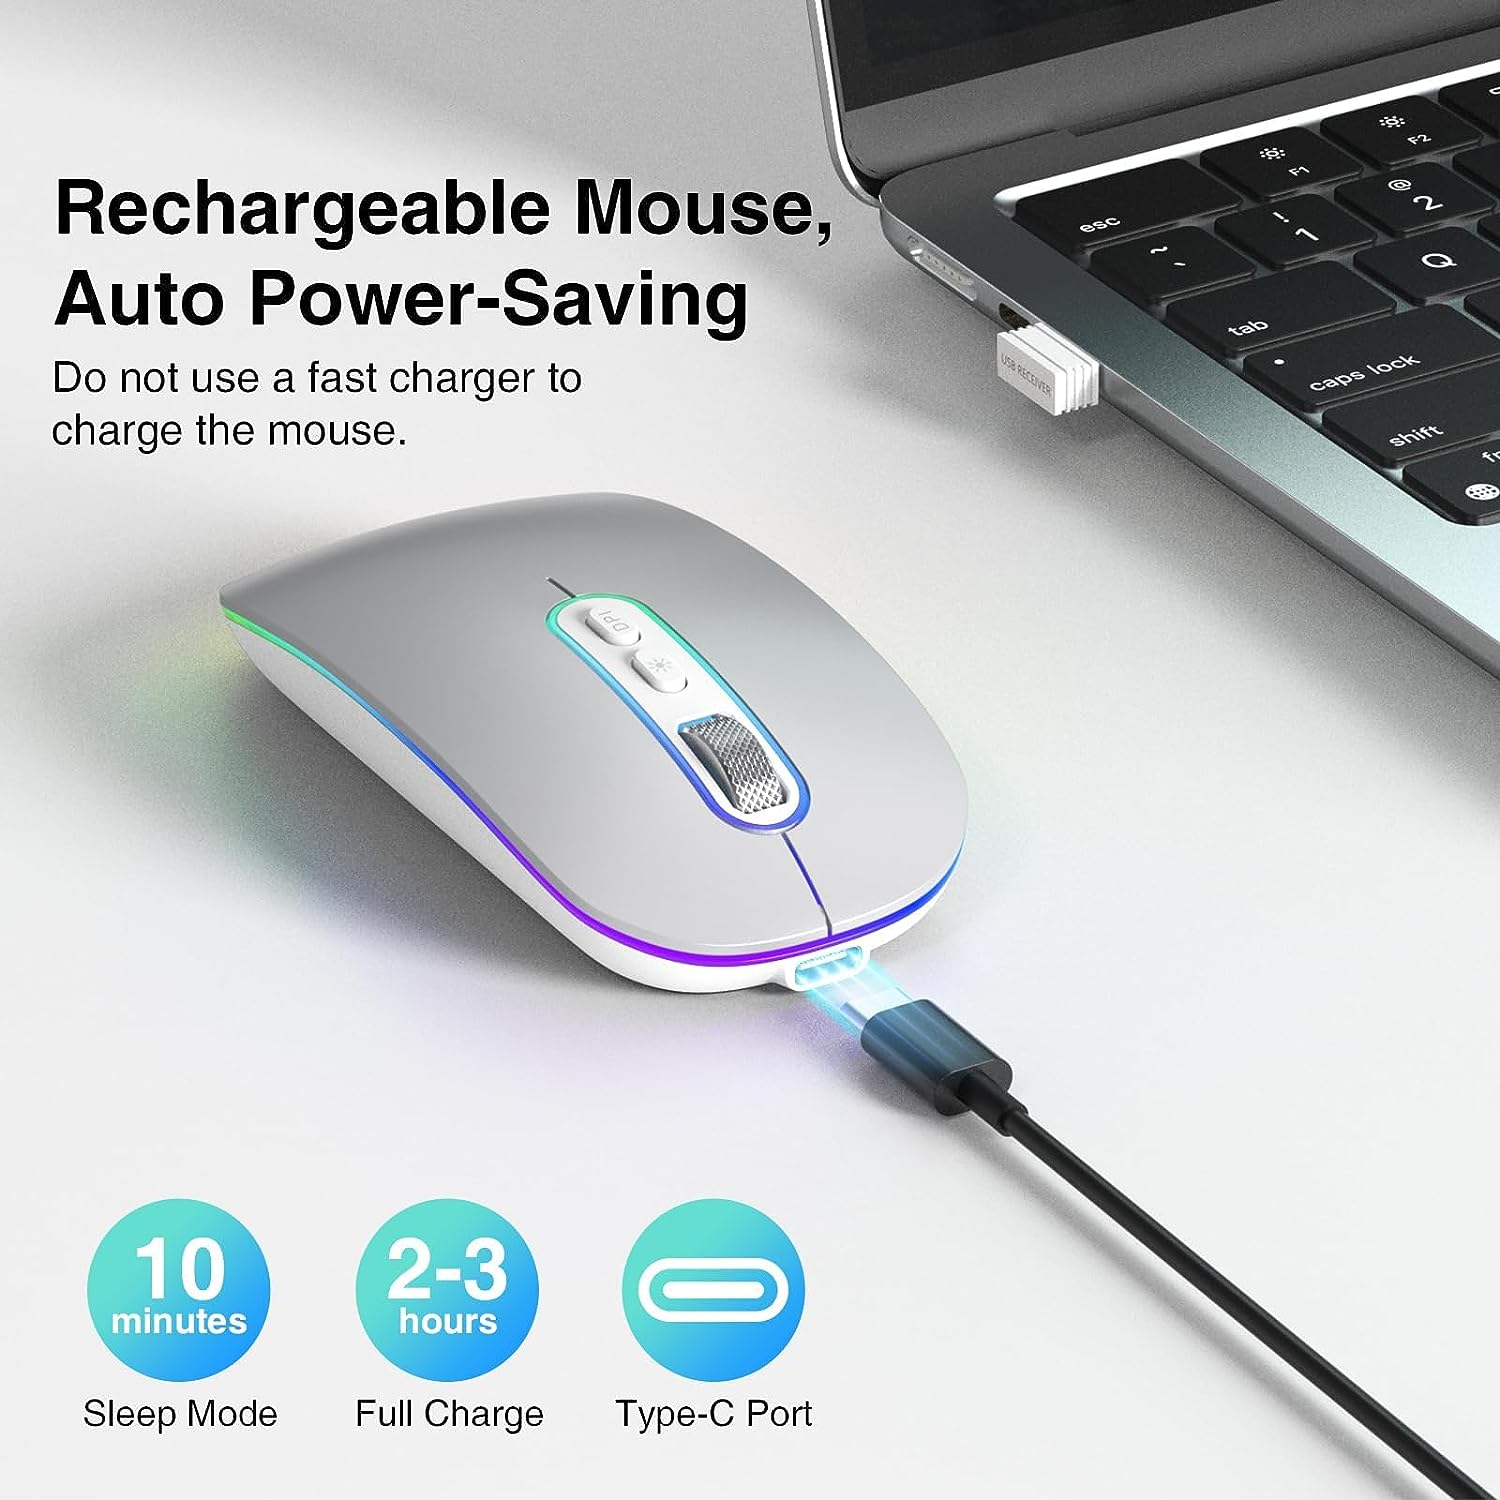 Rechargeable Mouse,
Auto Power-Saving
Do not use a fast charger to
charge the mouse.
esc
F1
F2
~
`
!
1
@
2
Q
tab
caps lock
shift
fn
USB RECEIVER
DPI
10
minutes
Sleep Mode
2-3
hours
Full Charge
Type-C Port